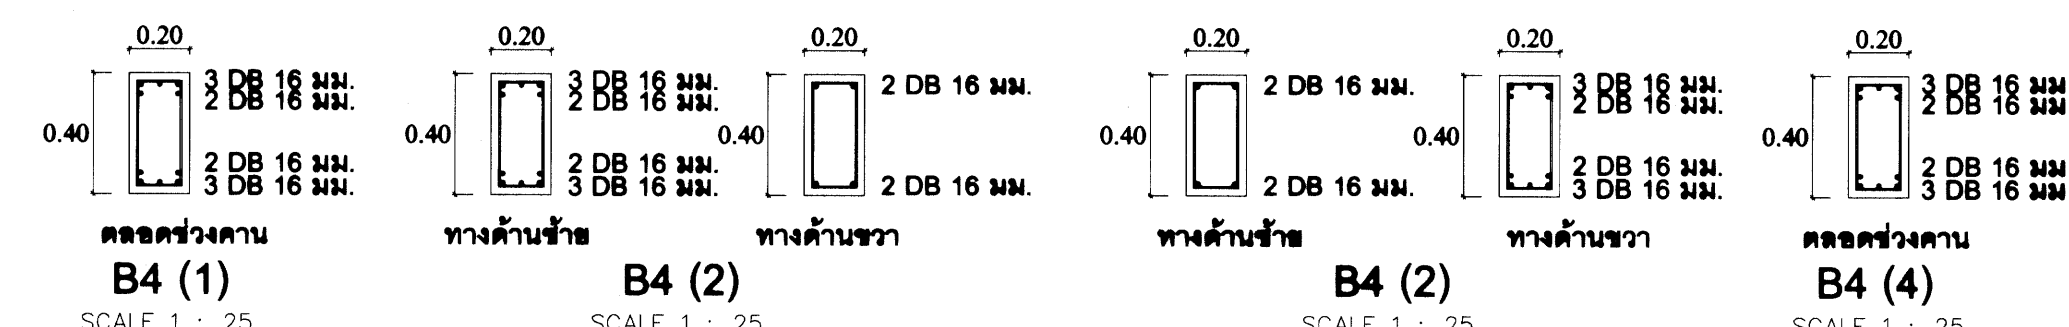 0.20
0.40
3 DB 16 มม.
2 DB 16 มม.
2 DB 16 มม.
3 DB 16 มม.
ตลอดช่วงคาน
B4 (1)
SCALE 1 : 25
0.20
0.40
3 DB 16 มม.
2 DB 16 มม.
2 DB 16 มม.
3 DB 16 มม.
ทางด้านซ้าย
0.20
0.40
2 DB 16 มม.
2 DB 16 มม.
ทางด้านขวา
B4 (2)
SCALE 1 : 25
0.20
0.40
2 DB 16 มม.
2 DB 16 มม.
ทางด้านซ้าย
0.20
0.40
3 DB 16 มม.
2 DB 16 มม.
2 DB 16 มม.
3 DB 16 มม.
ทางด้านขวา
B4 (2)
SCALE 1 : 25
0.20
0.40
3 DB 16 มม
2 DB 16 มม
2 DB 16 มม
3 DB 16 มม
ตลอดช่วงคาน
B4 (4)
SCALE 1 : 25